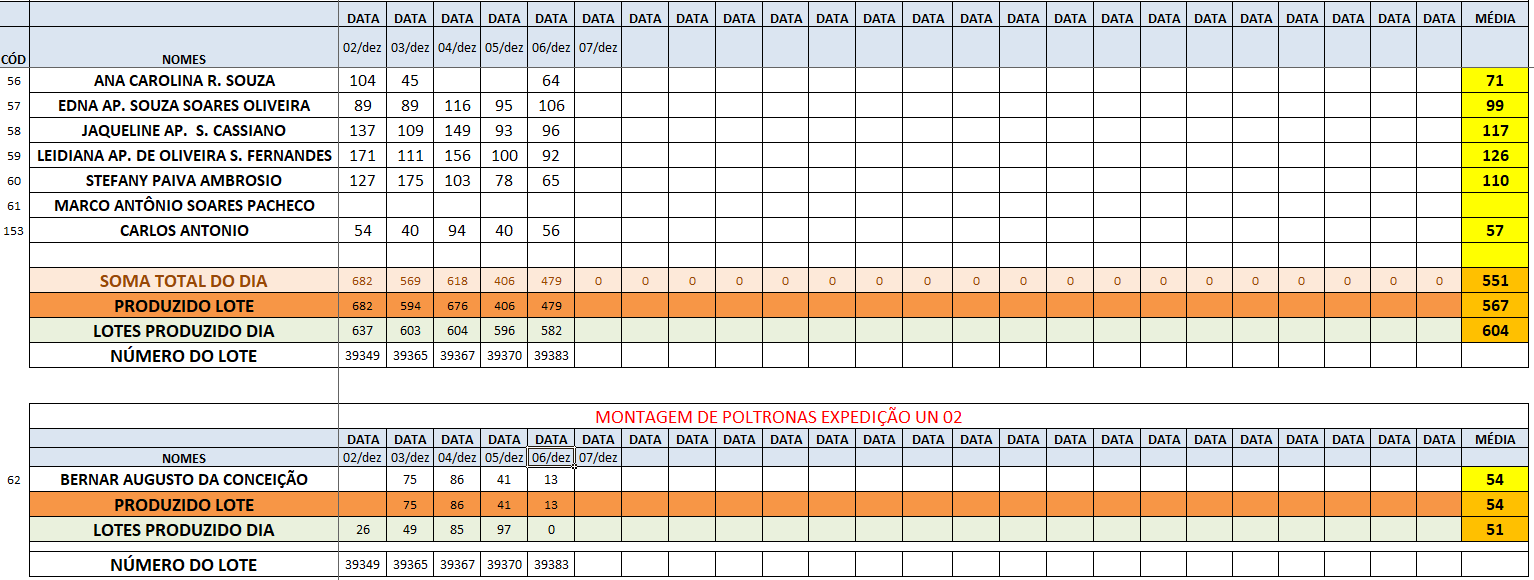 DATA DATA DATA DATA DATA DATA DATA DATA DATA DATA DATA DATA DATA DATA DATA DATA DATA DATA DATA DATA DATA DATA DATA DATA MÉDIA
CÓD NOMES 02/dez 03/dez 04/dez 05/dez 06/dez 07/dez
56 ANA CAROLINA R. SOUZA 104 45 64 71
57 EDNA AP. SOUZA SOARES OLIVEIRA 89 89 116 95 106 99
58 JAQUELINE AP. S. CASSIANO 137 109 149 93 96 117
59 LEIDIANA AP. DE OLIVEIRA S. FERNANDES 171 111 156 100 92 126
60 STEFANY PAIVA AMBROSIO 127 175 103 78 65 110
61 MARCO ANTÔNIO SOARES PACHECO
153 CARLOS ANTONIO 54 40 94 40 56 57
SOMA TOTAL DO DIA 682 569 618 406 479 0 0 0 0 0 0 0 0 0 0 0 0 0 0 0 0 0 0 0 551
PRODUZIDO LOTE 682 594 676 406 479 567
LOTES PRODUZIDO DIA 637 603 604 596 582 604
NÚMERO DO LOTE 39349 39365 39367 39370 39383
MONTAGEM DE POLTRONAS EXPEDIÇÃO UN 02
DATA DATA DATA DATA DATA DATA DATA DATA DATA DATA DATA DATA DATA DATA DATA DATA DATA DATA DATA DATA DATA DATA DATA DATA MÉDIA
NOMES 02/dez 03/dez 04/dez 05/dez 06/dez 07/dez
62 BERNAR AUGUSTO DA CONCEIÇÃO 75 86 41 13 54
PRODUZIDO LOTE 75 86 41 13 54
LOTES PRODUZIDO DIA 26 49 85 97 0 51
NÚMERO DO LOTE 39349 39365 39367 39370 39383